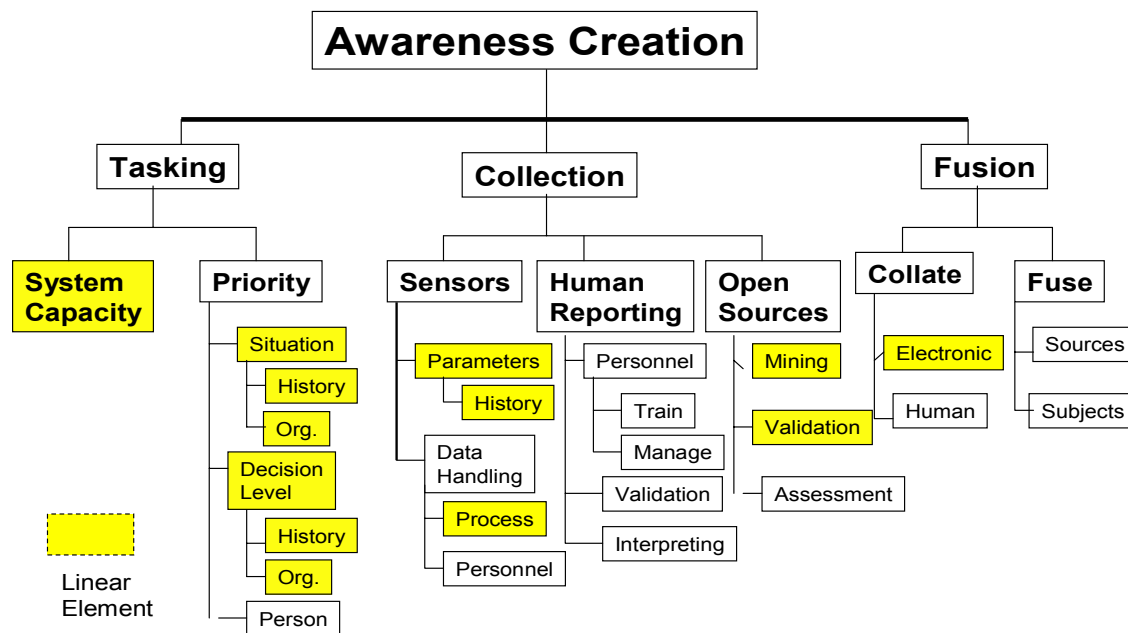 Awareness Creation
Tasking
Collection
Fusion
System
Capacity
Priority
Situation
History
Org.
Decision
Level
History
Org.
Person
Sensors
Parameters
History
Data
Handling
Process
Personnel
Human
Reporting
Personnel
Train
Manage
Validation
Interpreting
Open
Sources
Mining
Validation
Assessment
Collate
Electronic
Human
Fuse
Sources
Subjects
Linear
Element